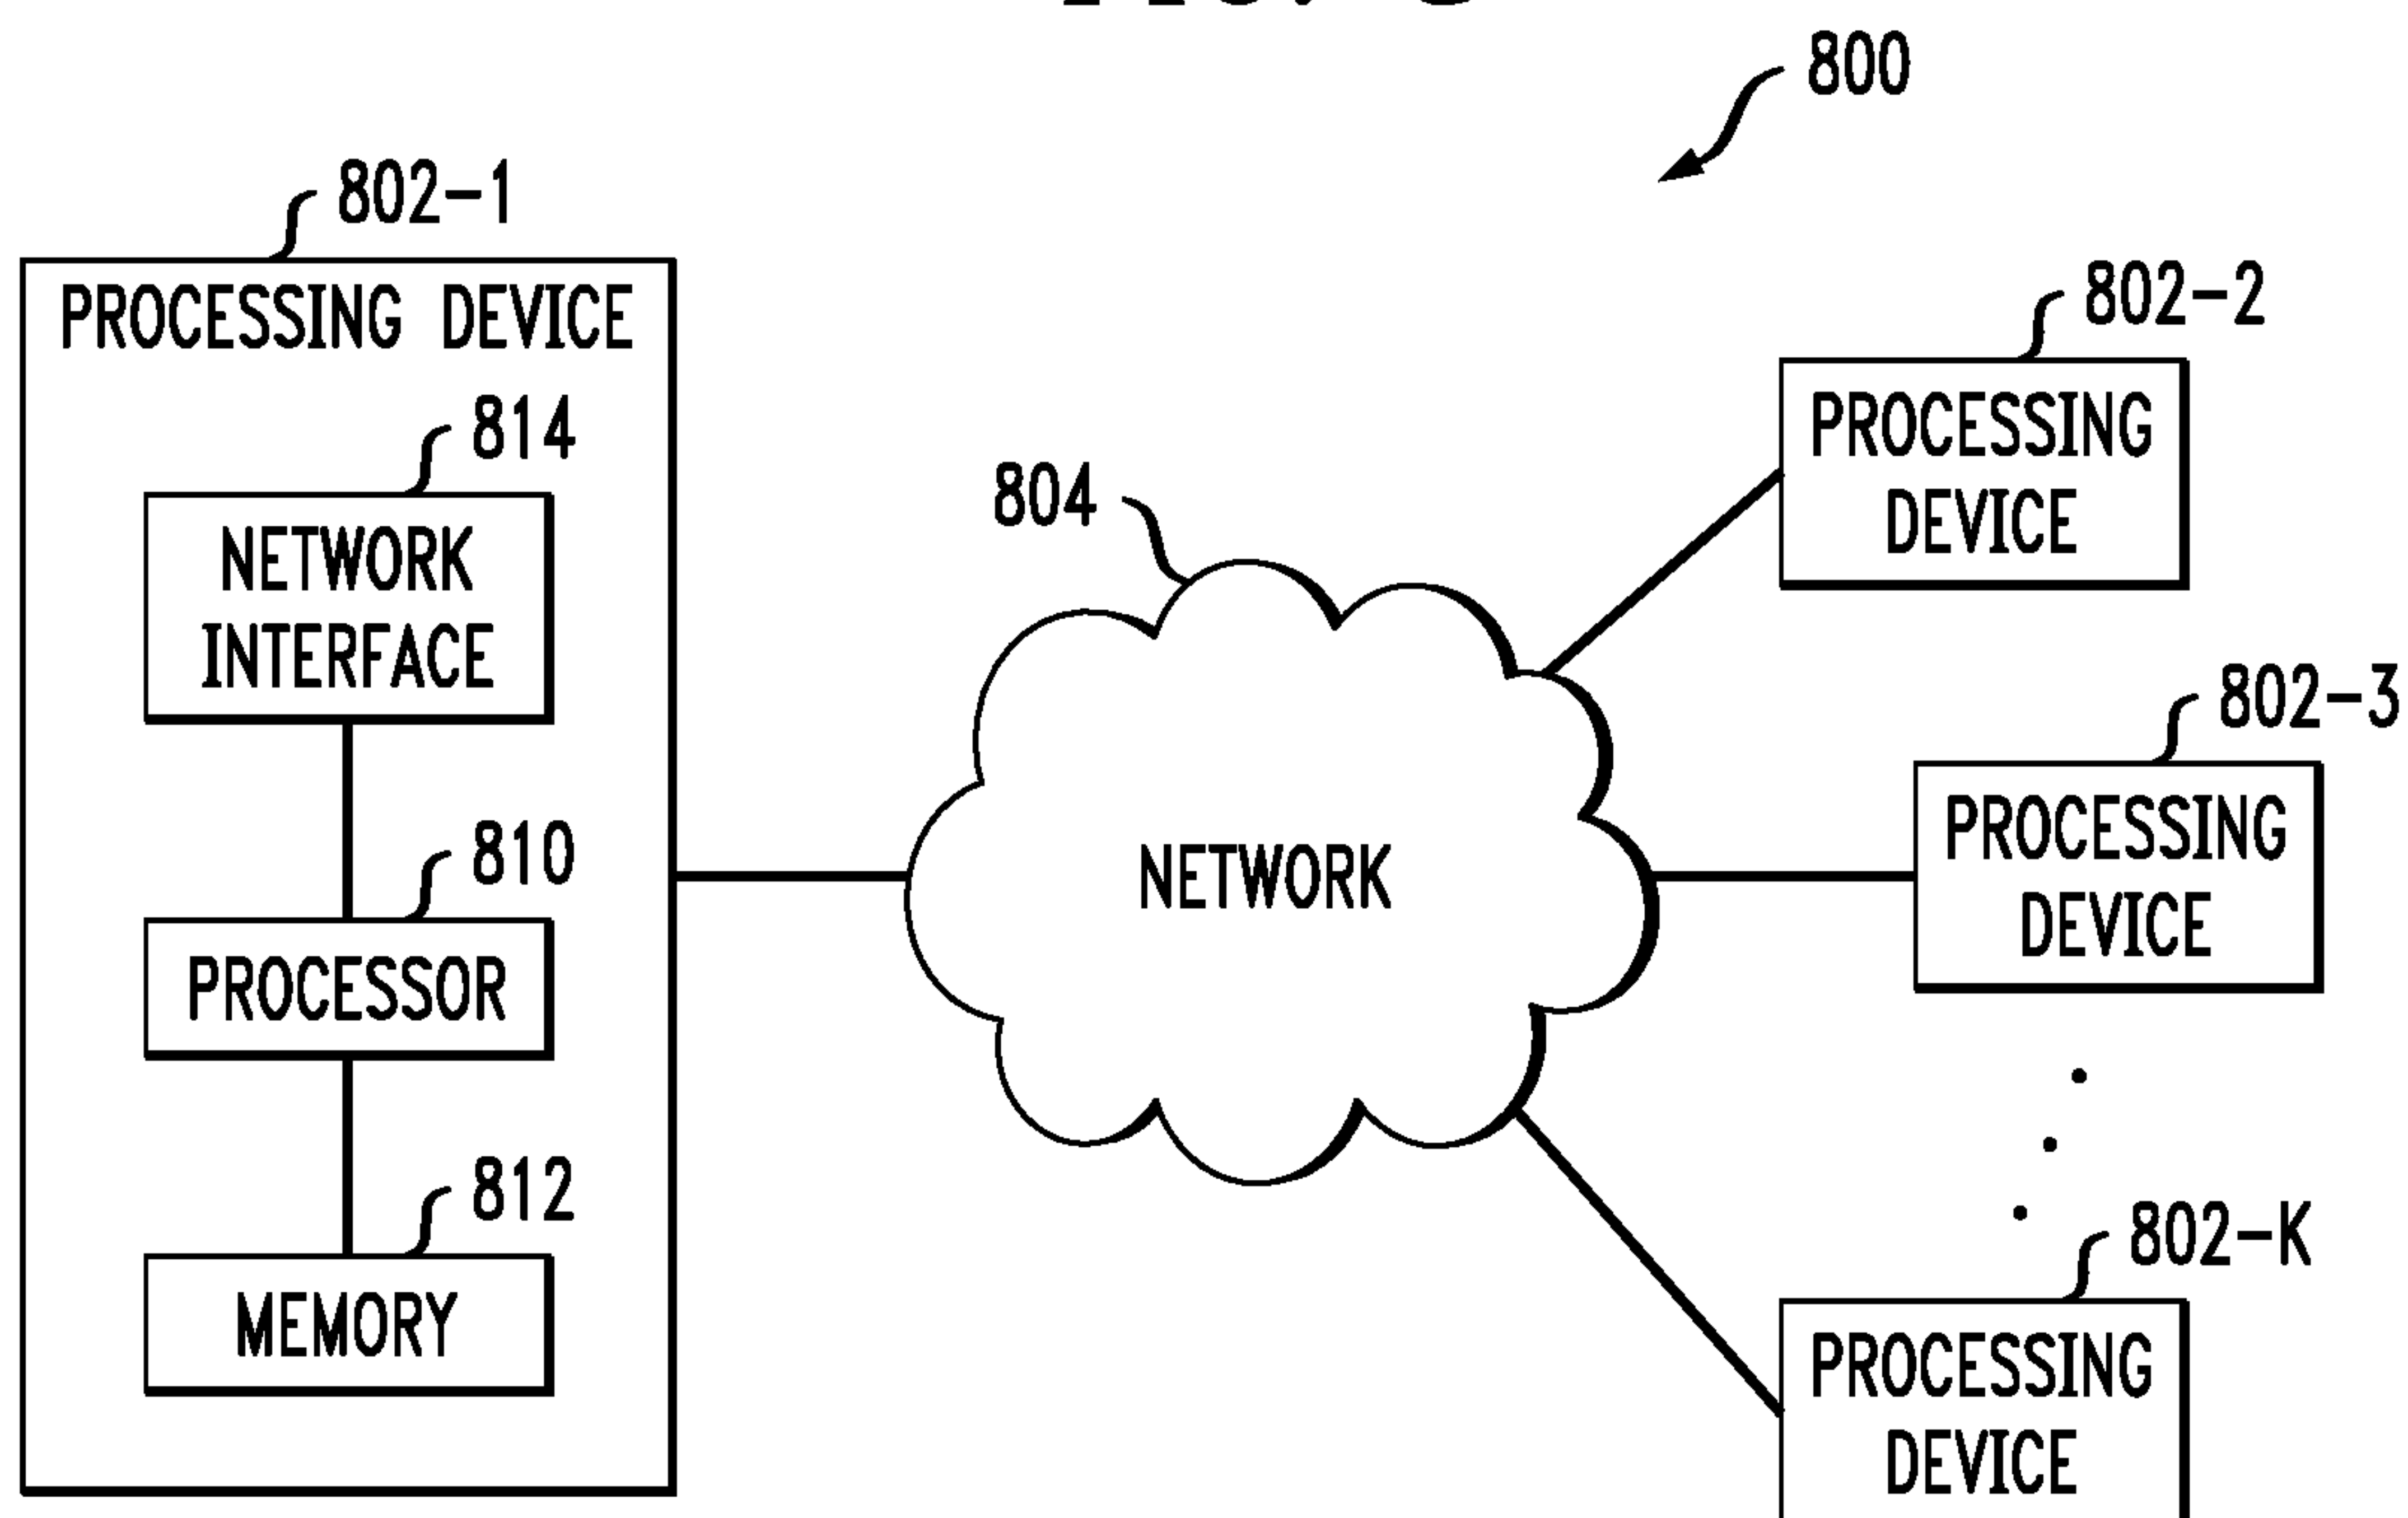 800
802-1
PROCESSING DEVICE
814
NETWORK
INTERFACE
810
PROCESSOR
812
MEMORY
804
NETWORK
802-2
PROCESSING
DEVICE
802-3
PROCESSING
DEVICE
802-K
PROCESSING
DEVICE